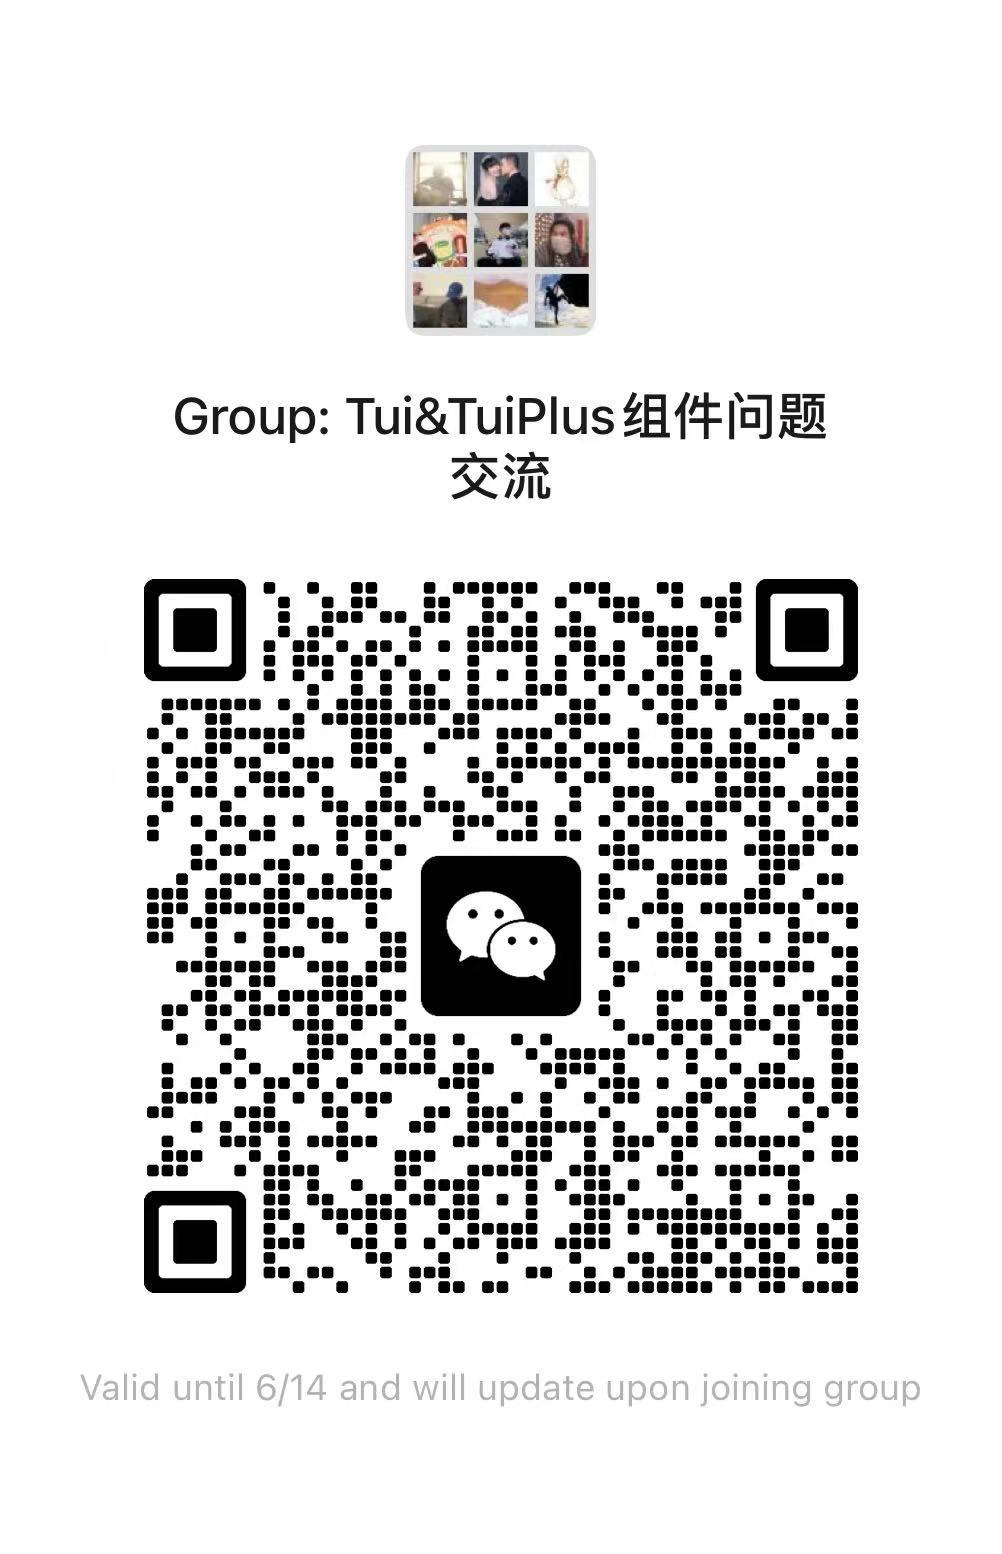 Group: Tui&TuiPlus组件问题
交流
Valid until 6/14 and will update upon joining group